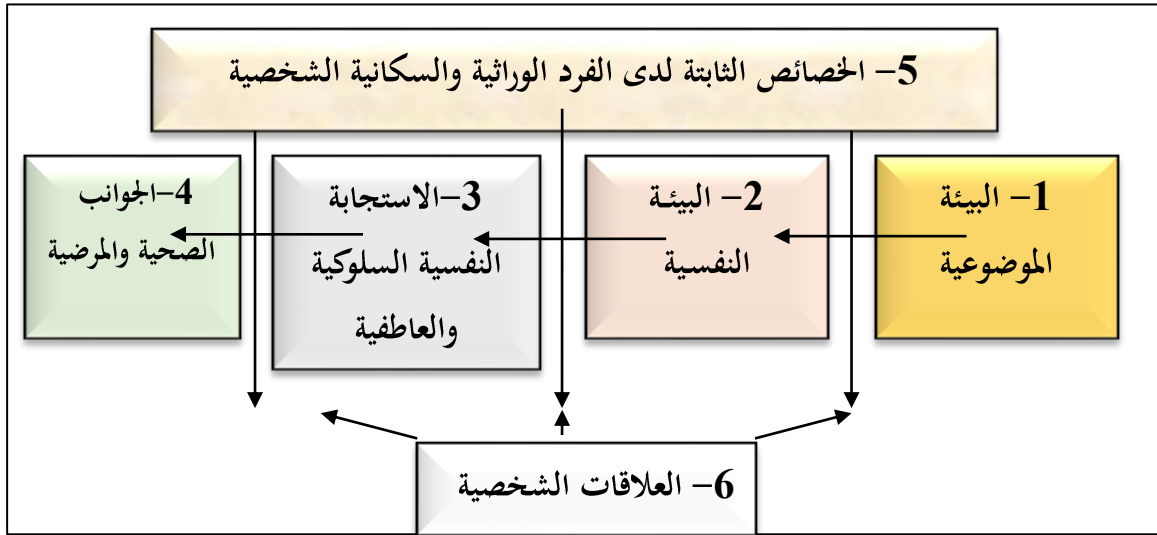 5- الخصائص الثابتة لدى الفرد الوراثية والسكانية الشخصية
1- البيئة
الموضوعية
2- البيئة
النفسية
3-الاستجابة
النفسية السلوكية
والعاطفية
4-الجوانب
الصحية والمرضية
6- العلاقات الشخصية